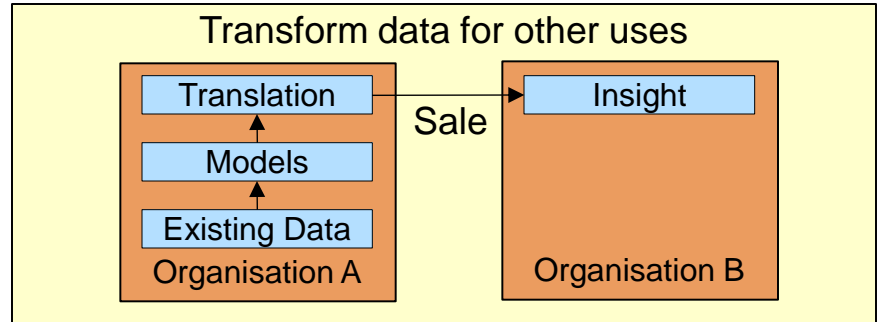 Transform data for other uses
Translation
Insight
Sale
Models
Existing Data
Organisation A
Organisation B